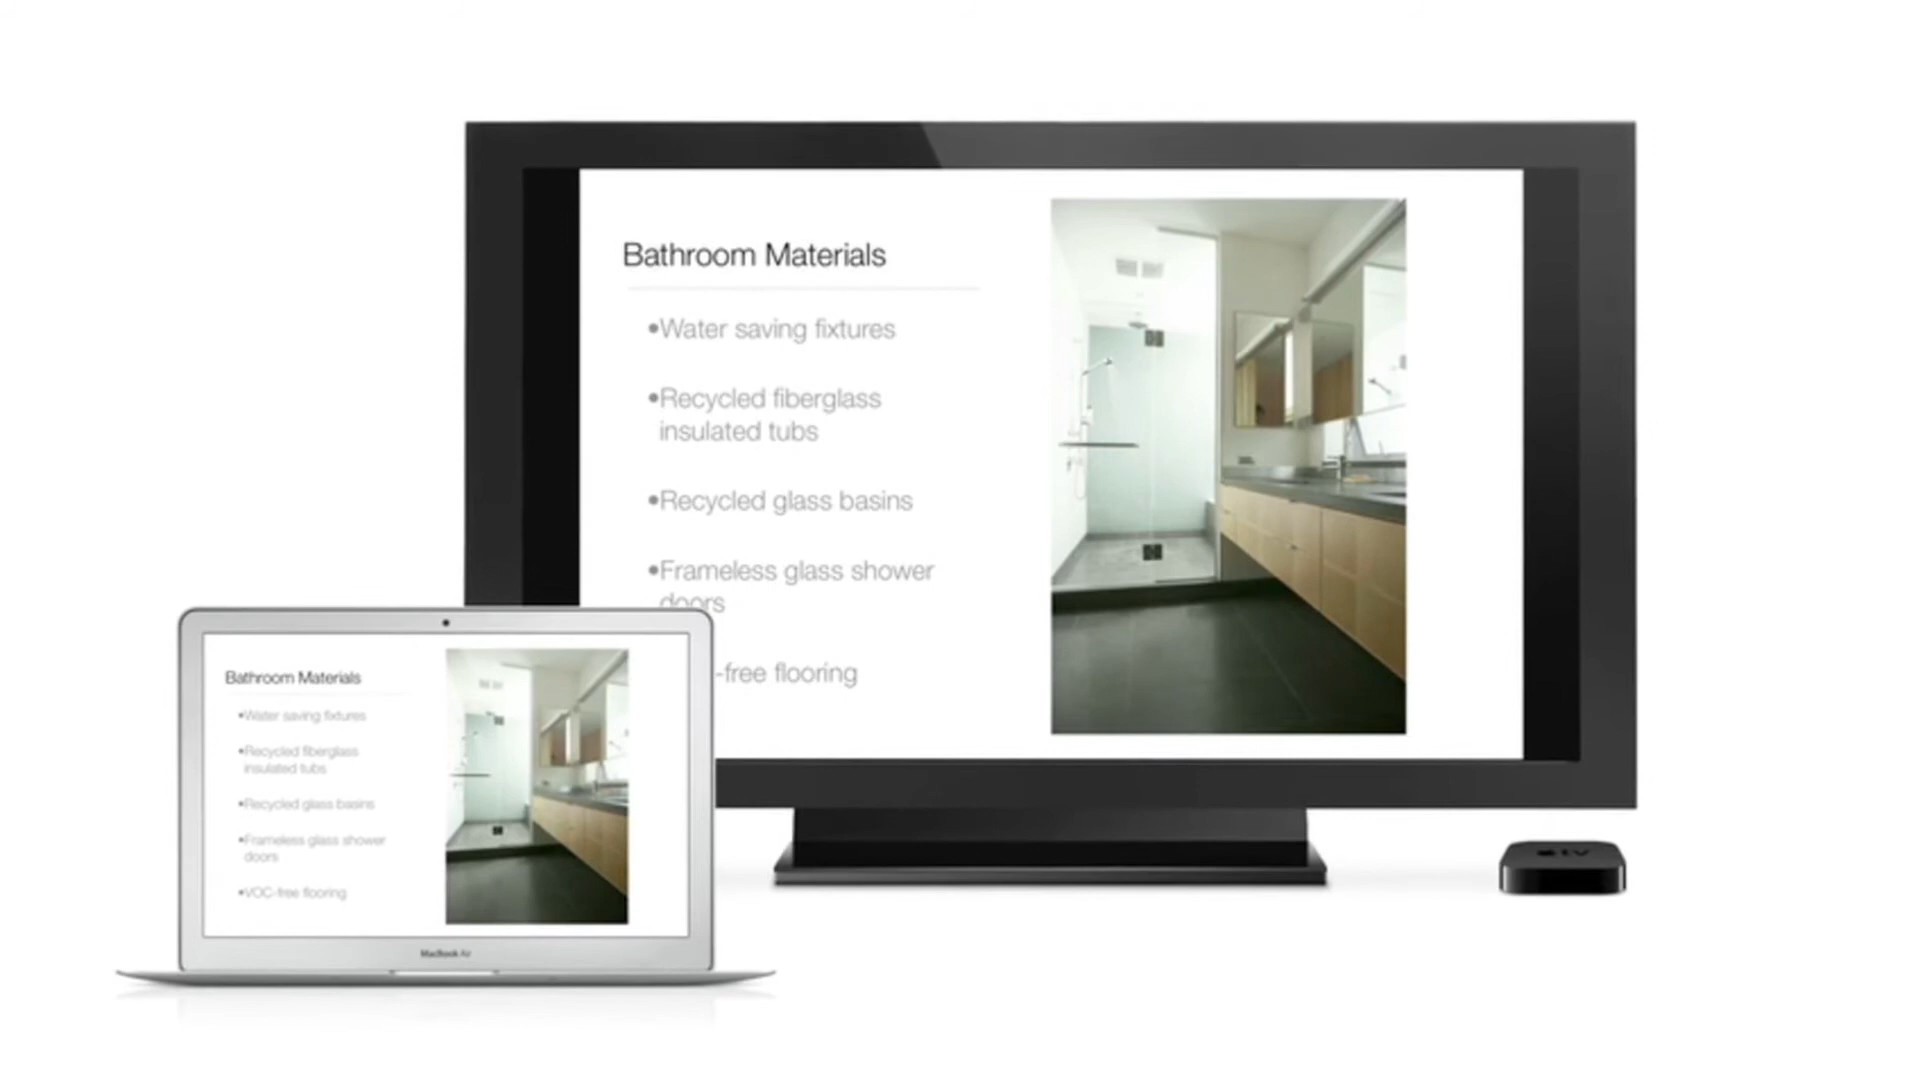 Bathroom Materials
•Water saving fixtures
•Recycled fiberglass
insulated tubs
•Recycled glass basins
•Frameless glass shower
doors
-free flooring
Bathroom Materials
•Water saving fixtures
•Recycled fiberglass
insulated tubs
•Recycled glass basins
•Frameless glass shower
doors
•VOC-free flooring
MacBook Air
tv